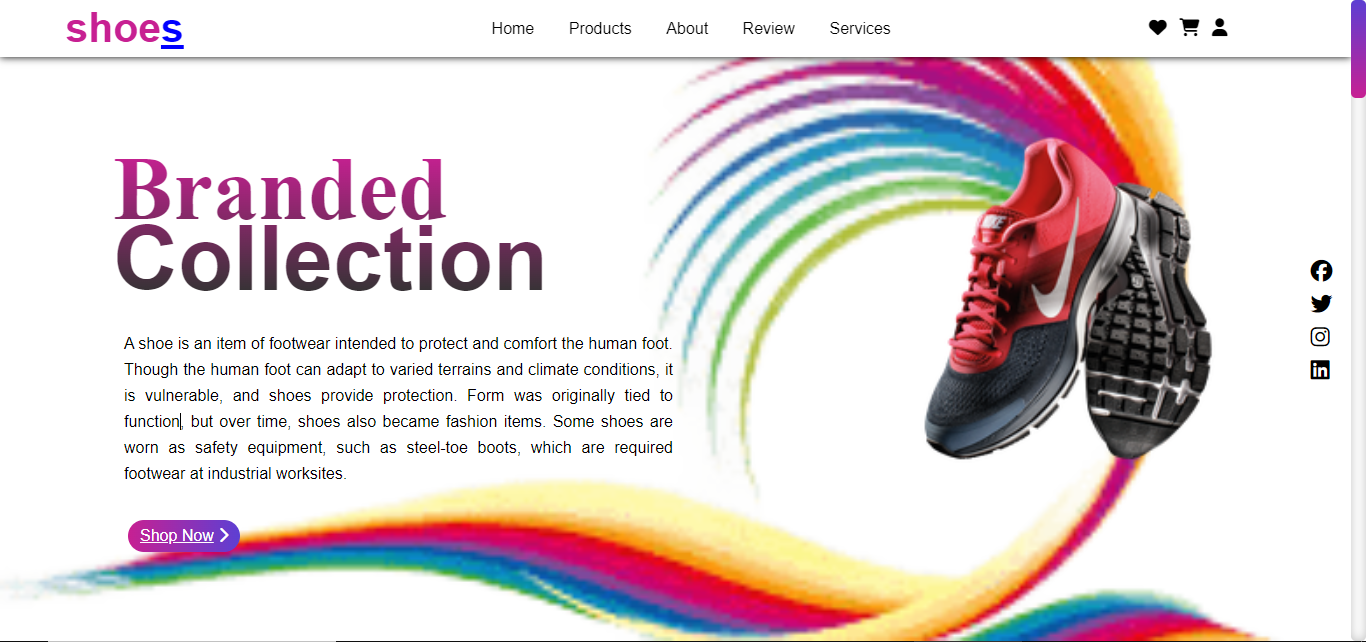 shoes
Home Products About Review Services
Branded
Collection
A shoe is an item of footwear intended to protect and comfort the human foot.
Though the human foot can adapt to varied terrains and climate conditions, it
is vulnerable, and shoes provide protection. Form was originally tied to
function, but over time, shoes also became fashion items. Some shoes are
worn as safety equipment, such as steel-toe boots, which are required
footwear at industrial worksites.
Shop Now
NIKE